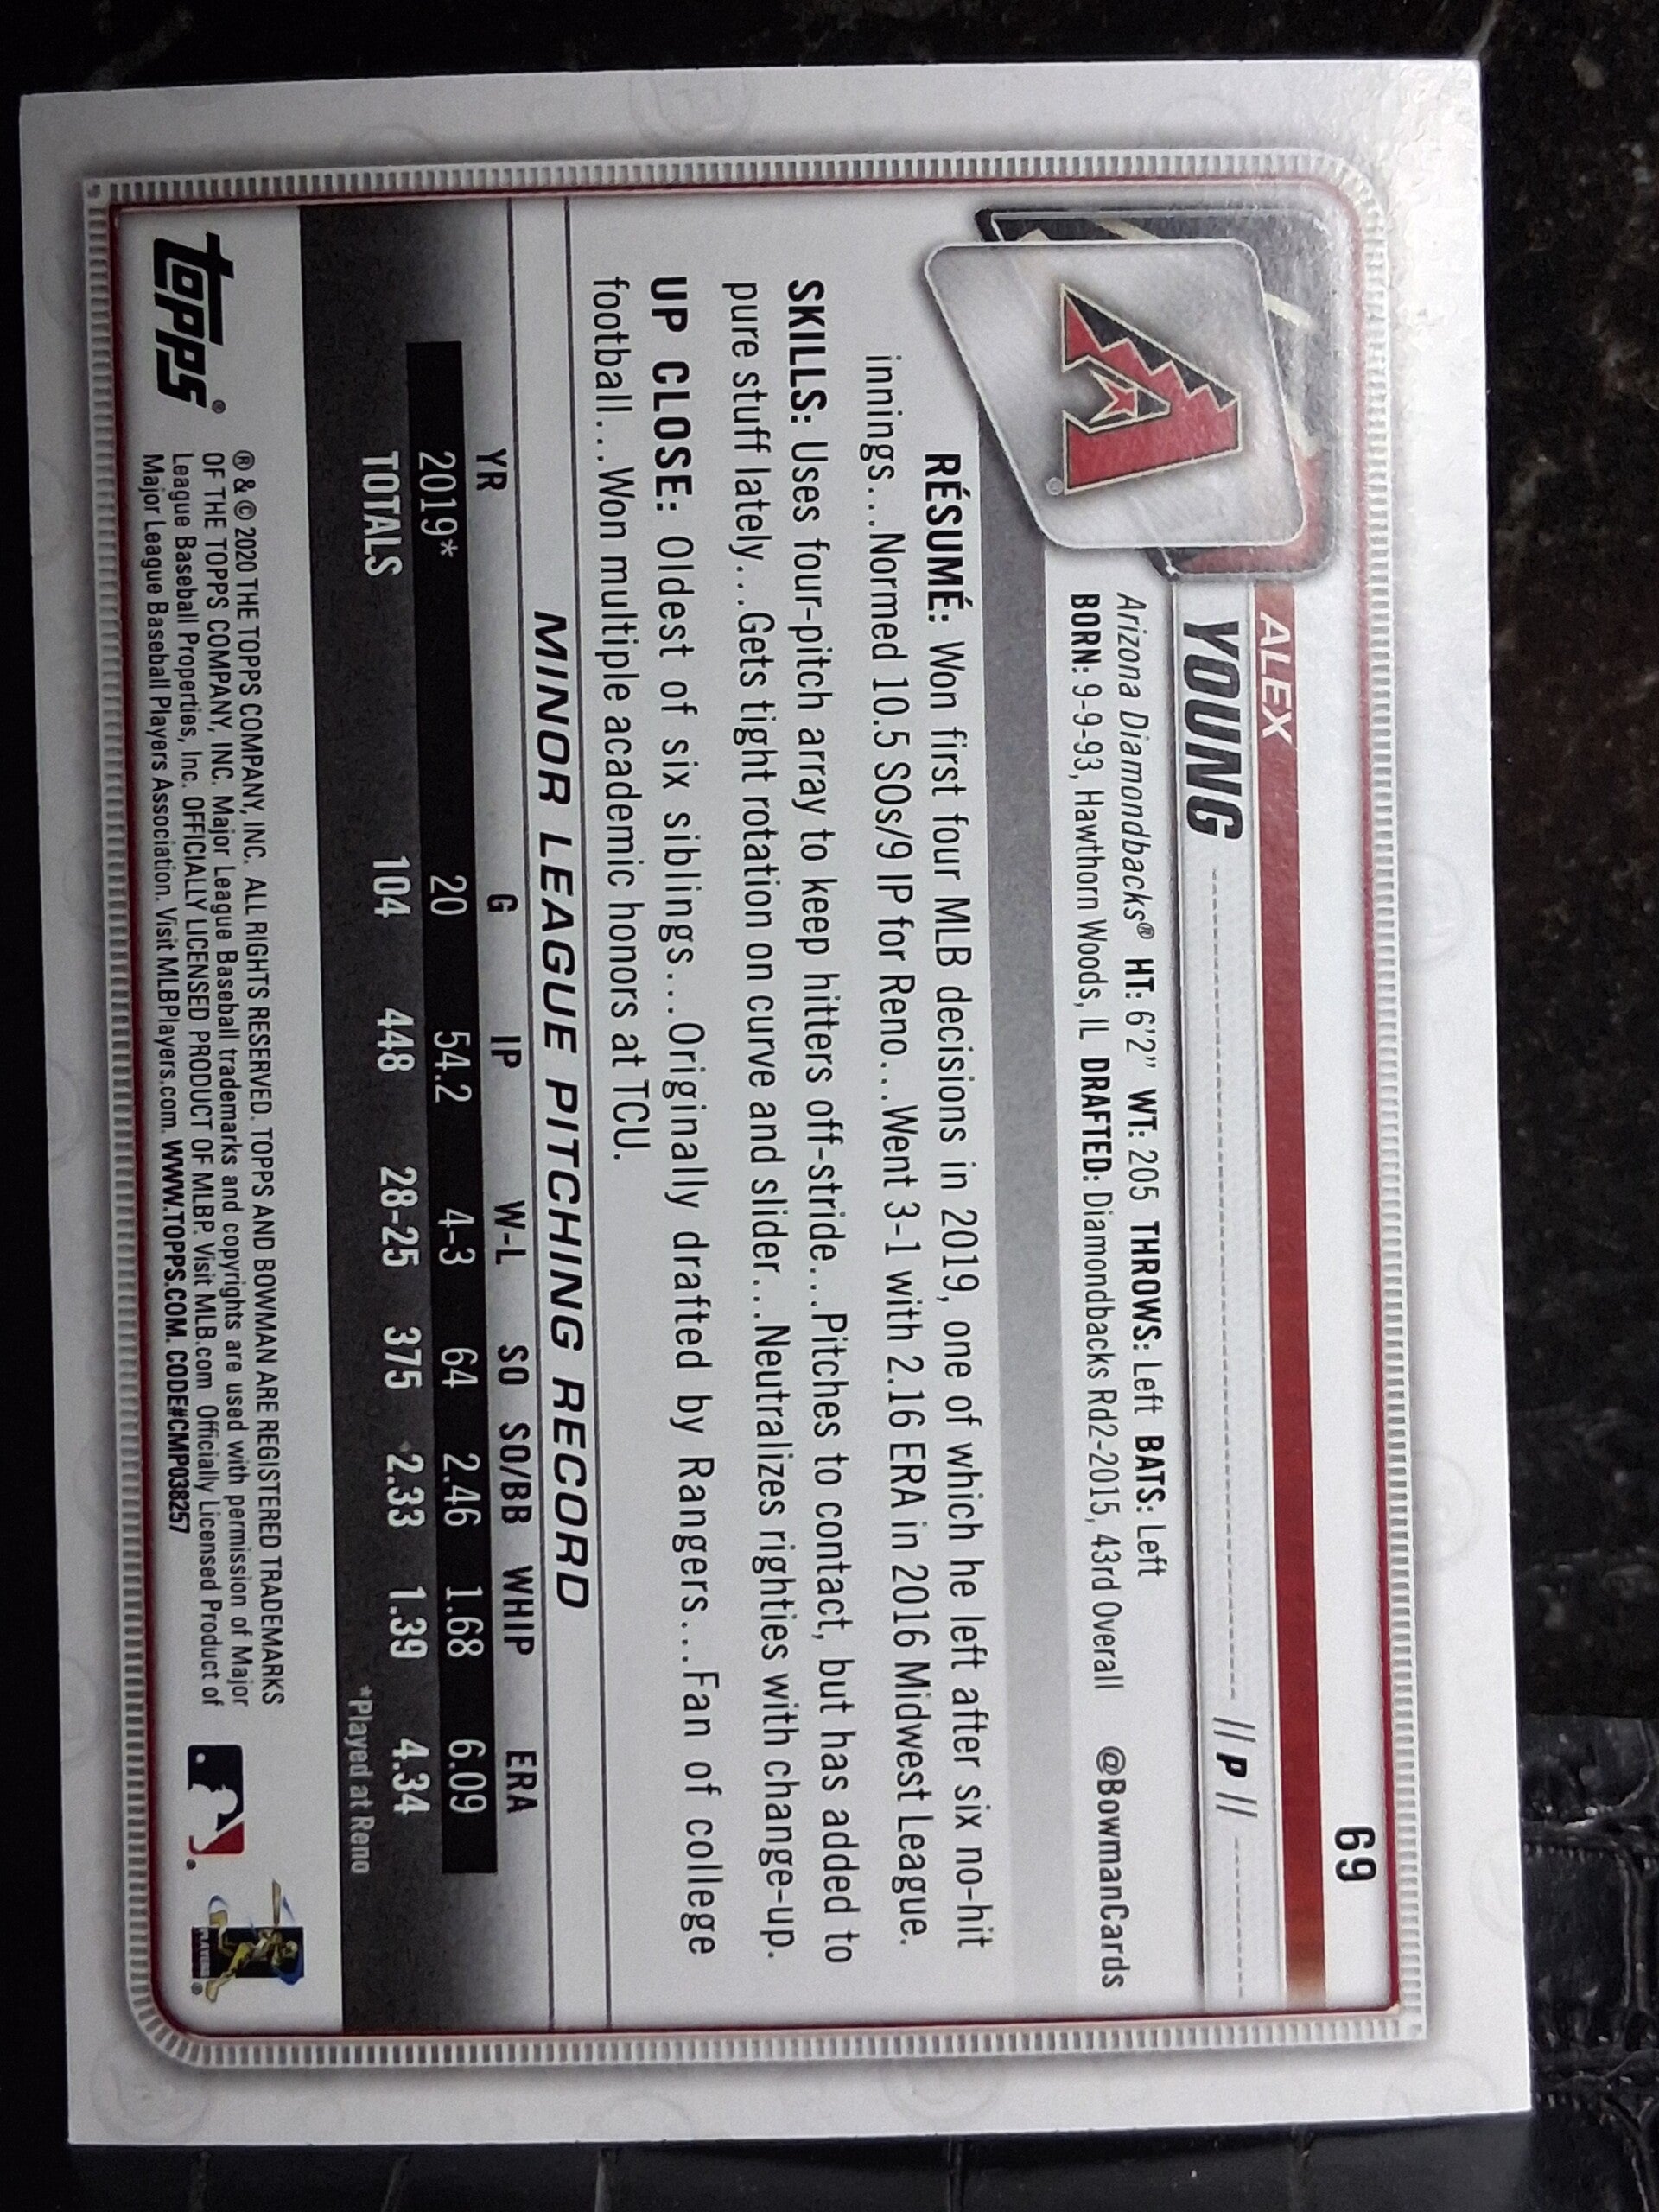 69
ALEX
YOUNG // P //
Arizona Diamondbacks® HT: 6'2" WT: 205 THROWS: Left BATS: Left
BORN: 9-9-93, Hawthorn Woods, IL DRAFTED: Diamondbacks Rd2-2015, 43rd Overall @BowmanCards
A®
RÉSUMÉ: Won first four MLB decisions in 2019, one of which he left after six no-hit
innings...Normed 10.5 SOs/9 IP for Reno...Went 3-1 with 2.16 ERA in 2016 Midwest League.
SKILLS: Uses four-pitch array to keep hitters off-stride...Pitches to contact, but has added to
pure stuff lately...Gets tight rotation on curve and slider...Neutralizes righties with change-up.
UP CLOSE: Oldest of six siblings...Originally drafted by Rangers...Fan of college
football...Won multiple academic honors at TCU.
MINOR LEAGUE PITCHING RECORD
YR G IP W-L SO SO/BB WHIP ERA
2019* 20 54.2 4-3 64 2.46 1.68 6.09
TOTALS 104 448 28-25 375 2.33 1.39 4.34
*Played at Reno
topps®
® & © 2020 THE TOPPS COMPANY, INC. ALL RIGHTS RESERVED. TOPPS AND BOWMAN ARE REGISTERED TRADEMARKS
OF THE TOPPS COMPANY, INC. Major League Baseball trademarks and copyrights are used with permission of Major
League Baseball Properties, Inc. OFFICIALLY LICENSED PRODUCT OF MLBP. Visit MLB.com Officially Licensed Product of
Major League Baseball Players Association. Visit MLBPlayers.com. WWW.TOPPS.COM. CODE#CMP038257
PLAYERS®